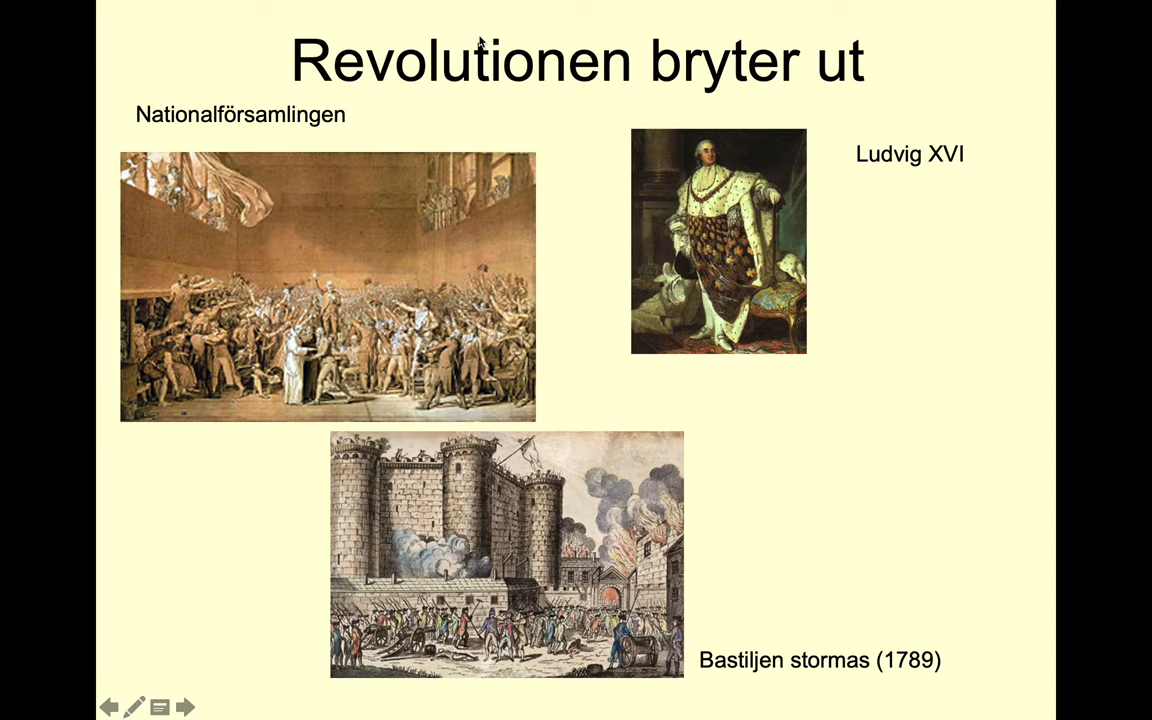 Revolutionen bryter ut
Nationalförsamlingen
Ludvig XVI
Bastiljen stormas (1789)